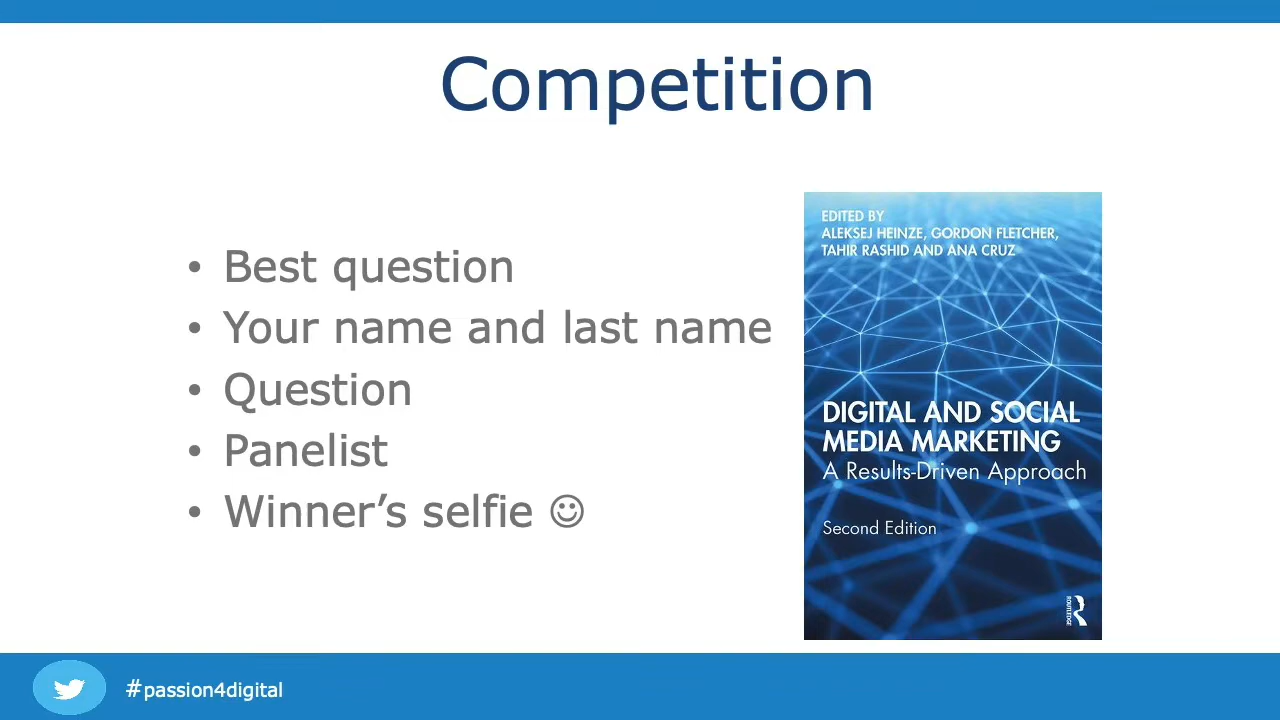 Competition
• Best question
• Your name and last name
• Question
• Panelist
• Winner’s selfie ☺
EDITED BY
ALEKSEJ HEINZE, GORDON FLETCHER,
TAHIR RASHID AND ANA CRUZ
DIGITAL AND SOCIAL
MEDIA MARKETING
A Results-Driven Approach
Second Edition
ROUTLEDGE
#passion4digital